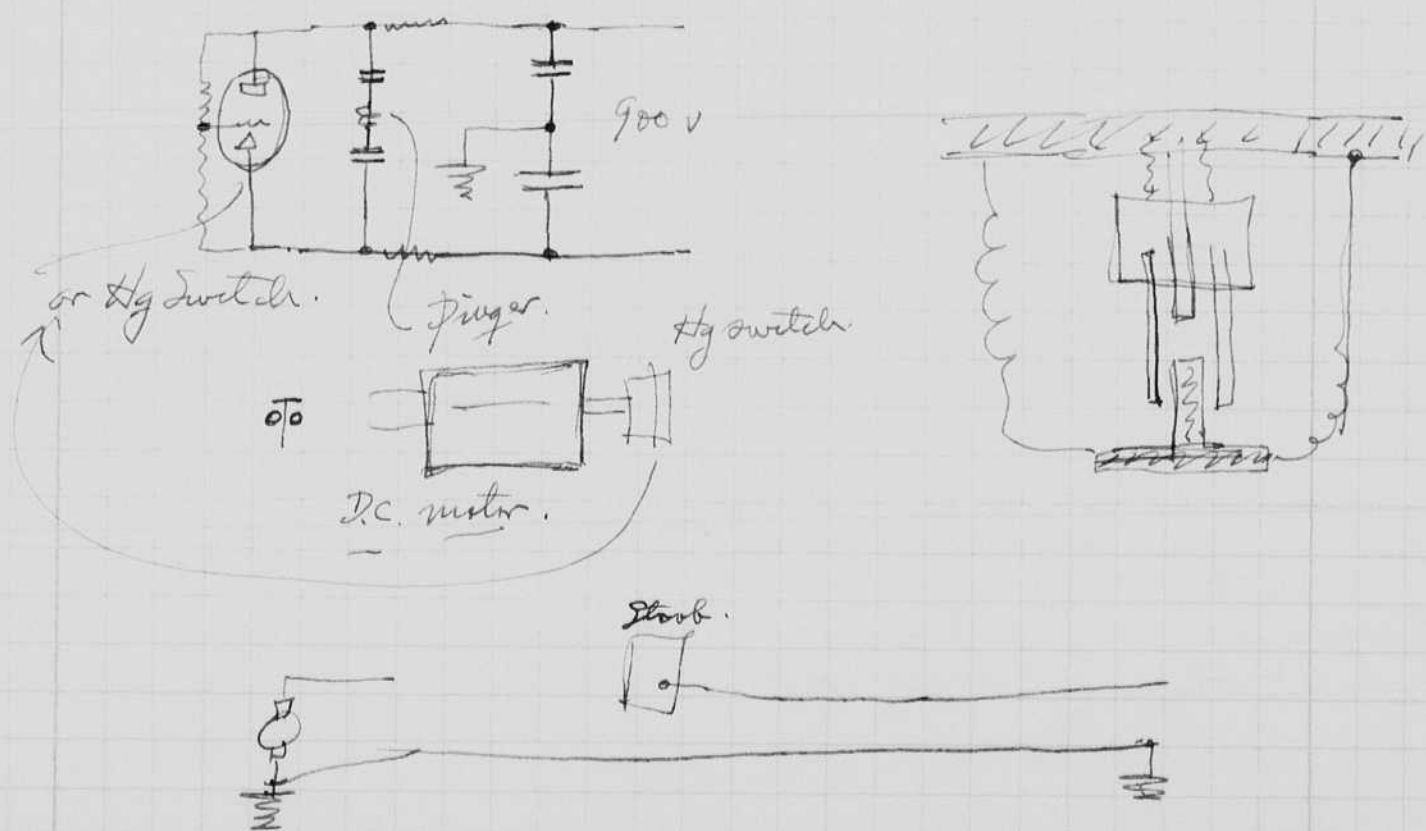 900 v
or Hg Switch.
Pinger.
Hg switch.
D.C. motor.
Strob.